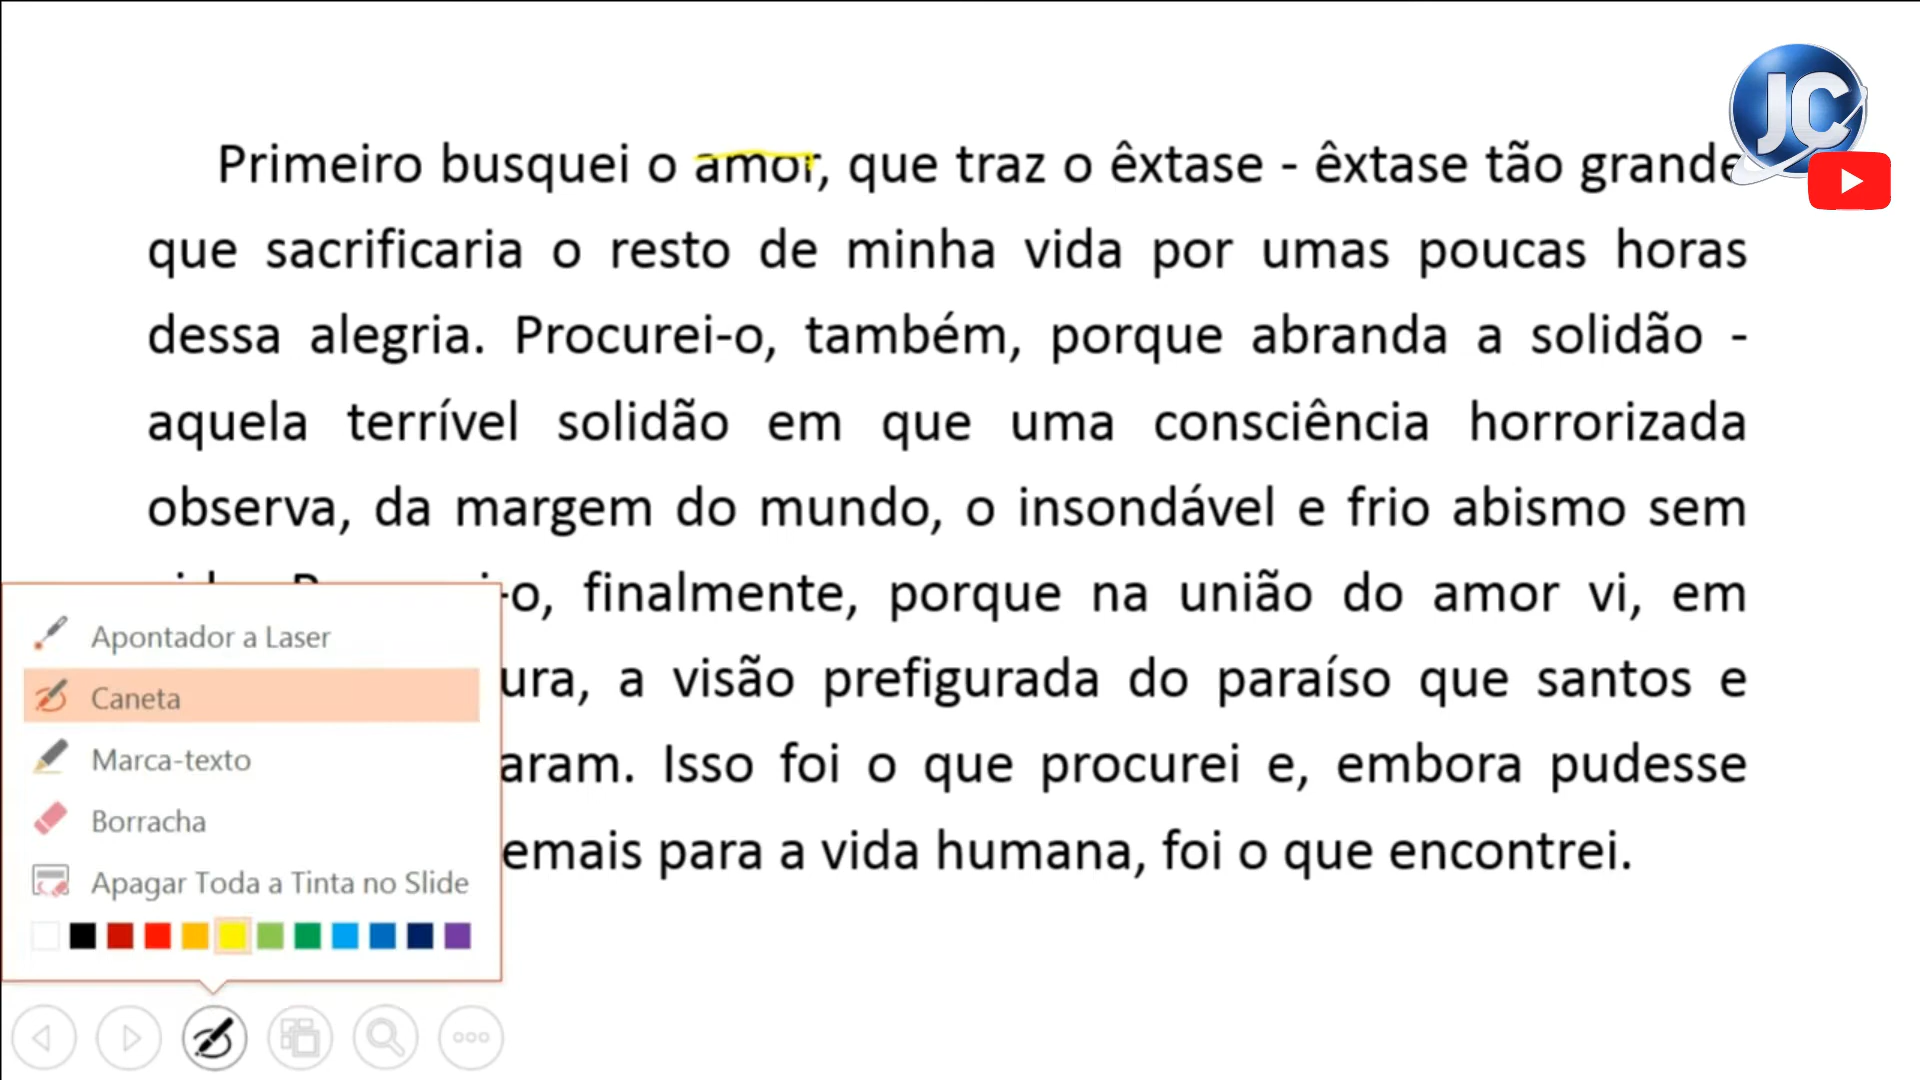 JC
Primeiro busquei o amor, que traz o êxtase - êxtase tão grande
que sacrificaria o resto de minha vida por umas poucas horas
dessa alegria. Procurei-o, também, porque abranda a solidão -
aquela terrível solidão em que uma consciência horrorizada
observa, da margem do mundo, o insondável e frio abismo sem
-o, finalmente, porque na união do amor vi, em
ura, a visão prefigurada do paraíso que santos e
aram. Isso foi o que procurei e, embora pudesse
emais para a vida humana, foi o que encontrei.
Apontador a Laser
Caneta
Marca-texto
Borracha
Apagar Toda a Tinta no Slide